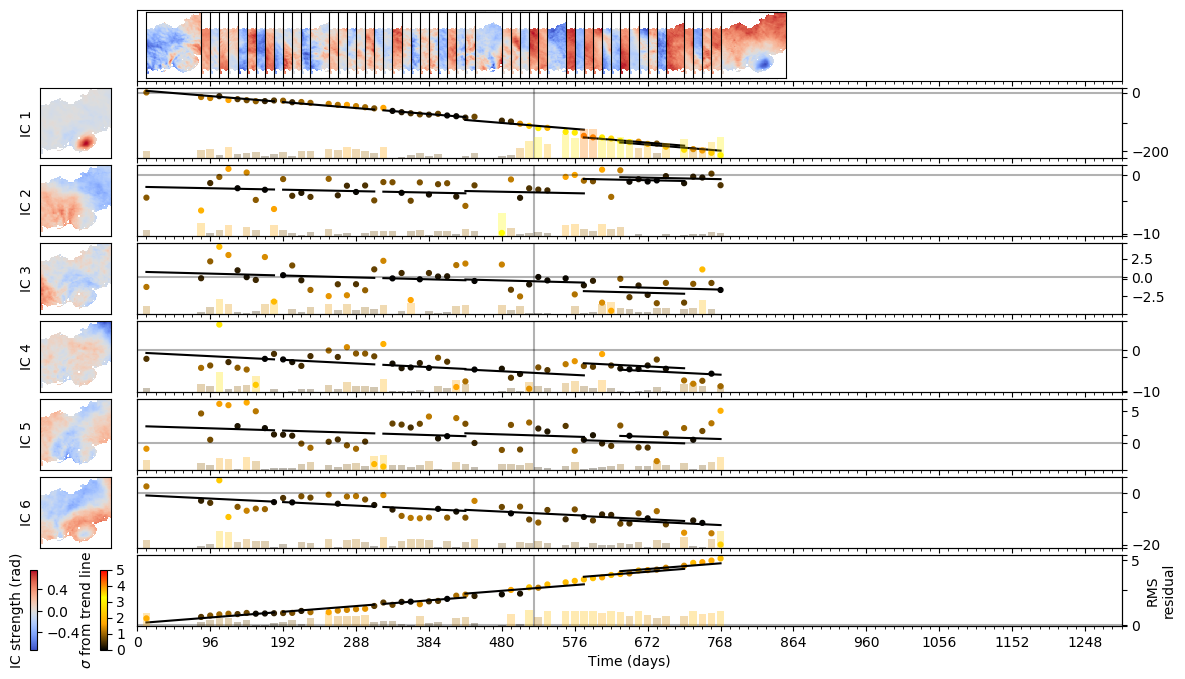 IC 1
0
−200
IC 2
0
−10
IC 3
2.5
0.0
−2.5
IC 4
0
−10
IC 5
5
0
IC 6
0
−20
5
0
RMS
residual
IC strength (rad)
0.4
0.0
−0.4
σ from trend line
5
4
3
2
1
0
0 96 192 288 384 480 576 672 768 864 960 1056 1152 1248
Time (days)